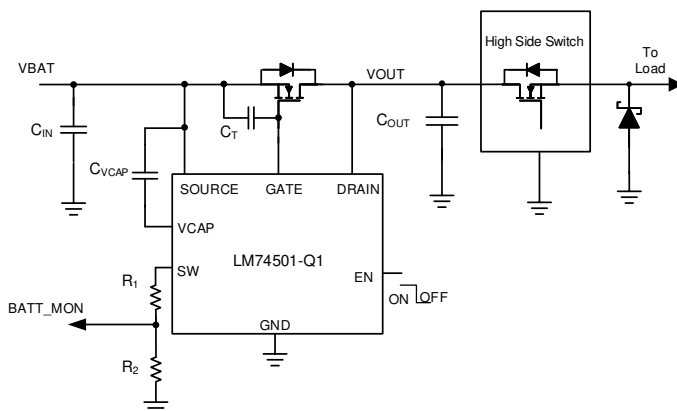 High Side Switch
To
Load
VBAT
VOUT
CIN
CT
COUT
CVCAP
SOURCE
GATE
DRAIN
VCAP
LM74501-Q1
SW
EN
R1
ON
OFF
BATT_MON
GND
R2